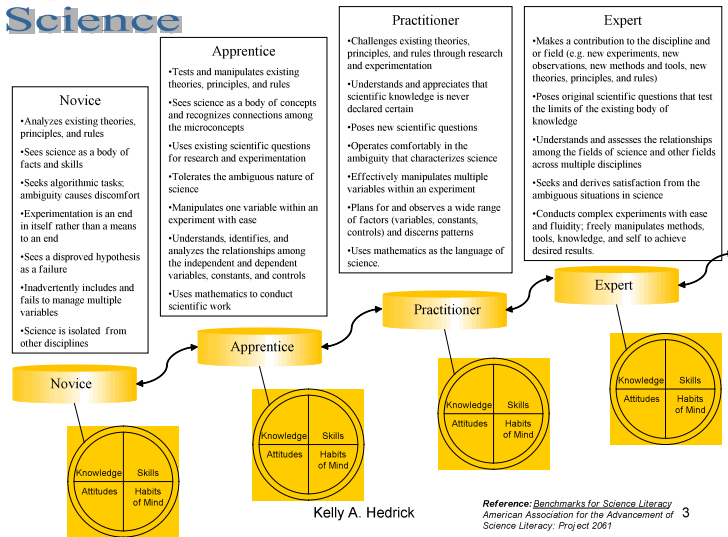 Science
Novice
•Analyzes existing theories,
principles, and rules
•Sees science as a body of
facts and skills
•Seeks algorithmic tasks;
ambiguity causes discomfort
•Experimentation is an end
in itself rather than a means
to an end
•Sees a disproved hypothesis
as a failure
•Inadvertently includes and
fails to manage multiple
variables
•Science is isolated from
other disciplines
Apprentice
•Tests and manipulates existing
theories, principles, and rules
•Sees science as a body of concepts
and recognizes connections among
the microconcepts
•Uses existing scientific questions
for research and experimentation
•Tolerates the ambiguous nature of
science
•Manipulates one variable within an
experiment with ease
•Understands, identifies, and
analyzes the relationships among
the independent and dependent
variables, constants, and controls
•Uses mathematics to conduct
scientific work
Practitioner
•Challenges existing theories,
principles, and rules through research
and experimentation
•Understands and appreciates that
scientific knowledge is never
declared certain
•Poses new scientific questions
•Operates comfortably in the
ambiguity that characterizes science
•Effectively manipulates multiple
variables within an experiment
•Plans for and observes a wide range
of factors (variables, constants,
controls) and discerns patterns
•Uses mathematics as the language of
science.
Expert
•Makes a contribution to the discipline and
or field (e.g. new experiments, new
observations, new methods and tools, new
theories, principles, and rules)
•Poses original scientific questions that test
the limits of the existing body of
knowledge
•Understands and assesses the relationships
among the fields of science and other fields
across multiple disciplines
•Seeks and derives satisfaction from the
ambiguous situations in science
•Conducts complex experiments with ease
and fluidity; freely manipulates methods,
tools, knowledge, and self to achieve
desired results.
Novice
Apprentice
Practitioner
Expert
Knowledge Skills
Attitudes Habits
of Mind
Knowledge Skills
Attitudes Habits
of Mind
Knowledge Skills
Attitudes Habits
of Mind
Knowledge Skills
Attitudes Habits
of Mind
Kelly A. Hedrick
Reference: Benchmarks for Science Literacy
American Association for the Advancement of
Science Literacy: Project 2061
3